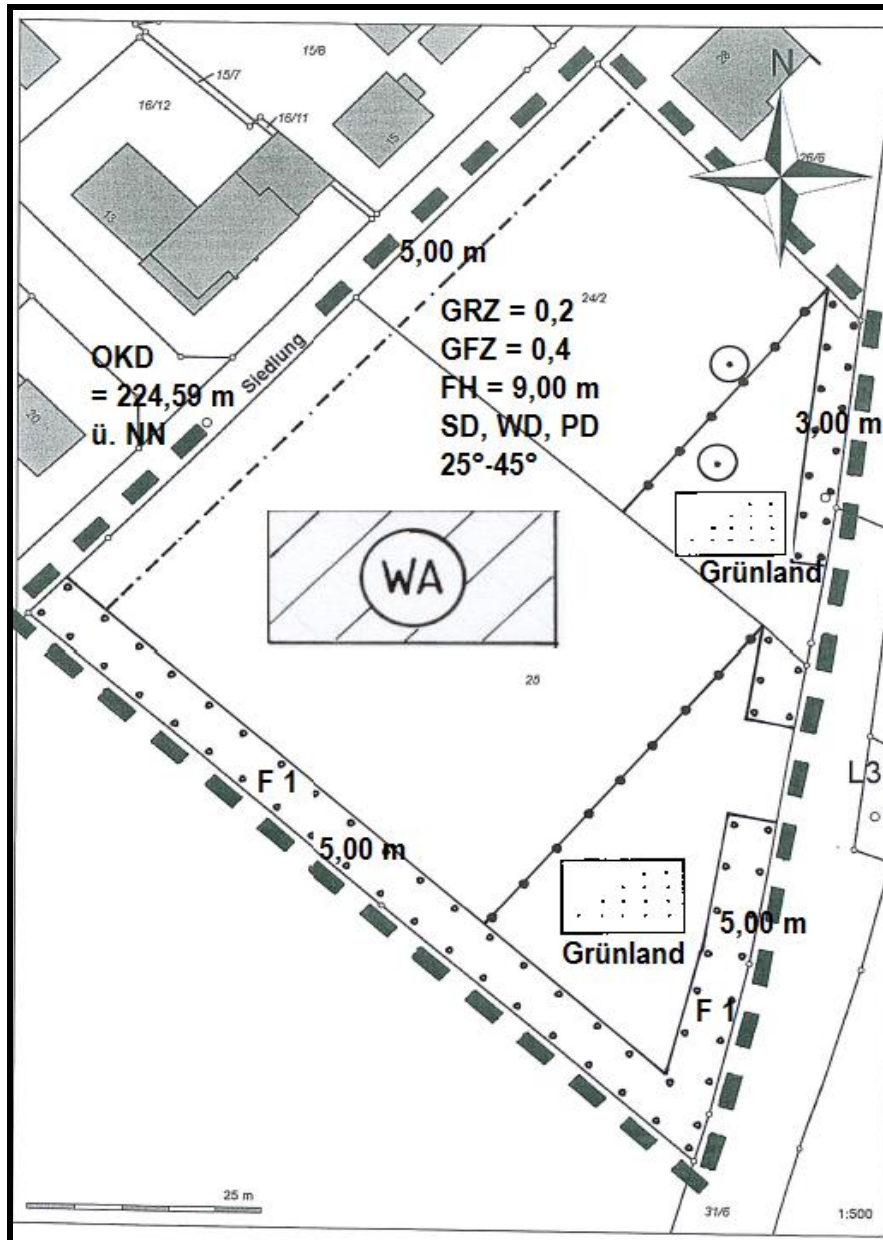 15/8
15/7
N
28
16/12
16/11
15
26/6
13
5,00 m
24/2
GRZ = 0,2
GFZ = 0,4
FH = 9,00 m
SD, WD, PD
25°-45°
OKD
= 224,59 m
ü. NN
Siedlung
20
3,00 m
Grünland
WA
25
F 1
5,00 m
L3
Grünland
5,00 m
F 1
25 m
31/6
1:500